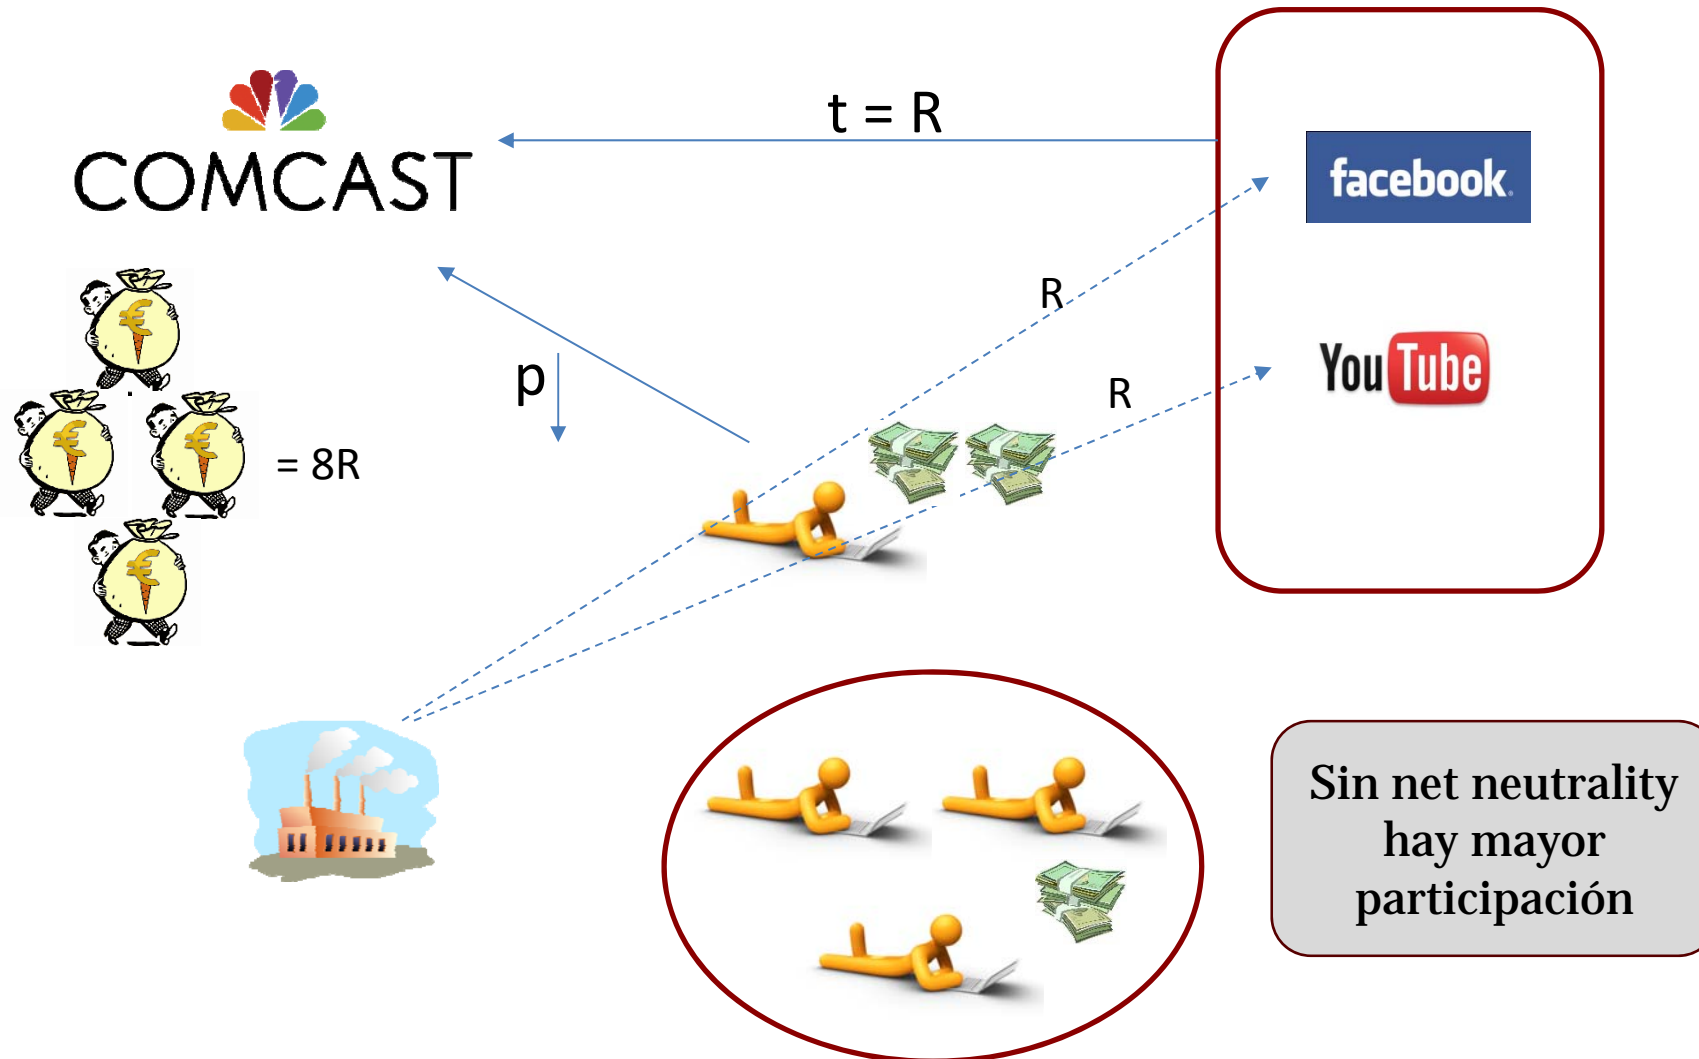 COMCAST
t = R
facebook.
R
YouTube
p
R
€
€
€
= 8R
€
Sin net neutrality
hay mayor
participación